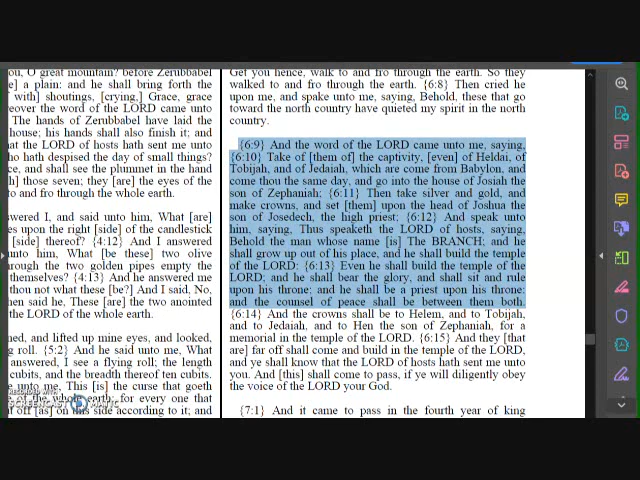 ou, O great mountain? before Zerubbabel
e] a plain: and he shall bring forth the
with] shoutings, [crying,] Grace, grace
reover the word of the LORD came unto
The hands of Zerubbabel have laid the
house; his hands shall also finish it; and
at the LORD of hosts hath sent me unto
ho hath despised the day of small things?
ce, and shall see the plummet in the hand
h] those seven; they [are] the eyes of the
to and fro through the whole earth.
wered I, and said unto him, What [are]
es upon the right [side] of the candlestick
[side] thereof? {4:12} And I answered
unto him, What [be these] two olive
rough the two golden pipes empty the
themselves? {4:13} And he answered me
thou not what these [be?] And I said, No,
hen said he, These [are] the two anointed
the LORD of the whole earth.
ned, and lifted up mine eyes, and looked,
g roll. {5:2} And he said unto me, What
answered, I see a flying roll; the length
cubits, and the breadth thereof ten cubits.
e unto me, This [is] the curse that goeth
e of the whole earth: for every one that
off [as] on this side according to it; and
RECORDED WITH
SCREENCAST MATIC
Get you hence, walk to and fro through the earth. So they
walked to and fro through the earth. {6:8} Then cried he
upon me, and spake unto me, saying, Behold, these that go
toward the north country have quieted my spirit in the north
country.
{6:9} And the word of the LORD came unto me, saying,
{6:10} Take of [them of] the captivity, [even] of Heldai, of
Tobijah, and of Jedaiah, which are come from Babylon, and
come thou the same day, and go into the house of Josiah the
son of Zephaniah; {6:11} Then take silver and gold, and
make crowns, and set [them] upon the head of Joshua the
son of Josedech, the high priest; {6:12} And speak unto
him, saying, Thus speaketh the LORD of hosts, saying,
Behold the man whose name [is] The BRANCH; and he
shall grow up out of his place, and he shall build the temple
of the LORD: {6:13} Even he shall build the temple of the
LORD; and he shall bear the glory, and shall sit and rule
upon his throne; and he shall be a priest upon his throne:
and the counsel of peace shall be between them both.
{6:14} And the crowns shall be to Helem, and to Tobijah,
and to Jedaiah, and to Hen the son of Zephaniah, for a
memorial in the temple of the LORD. {6:15} And they [that
are] far off shall come and build in the temple of the LORD,
and ye shall know that the LORD of hosts hath sent me unto
you. And [this] shall come to pass, if ye will diligently obey
the voice of the LORD your God.
{7:1} And it came to pass in the fourth year of king